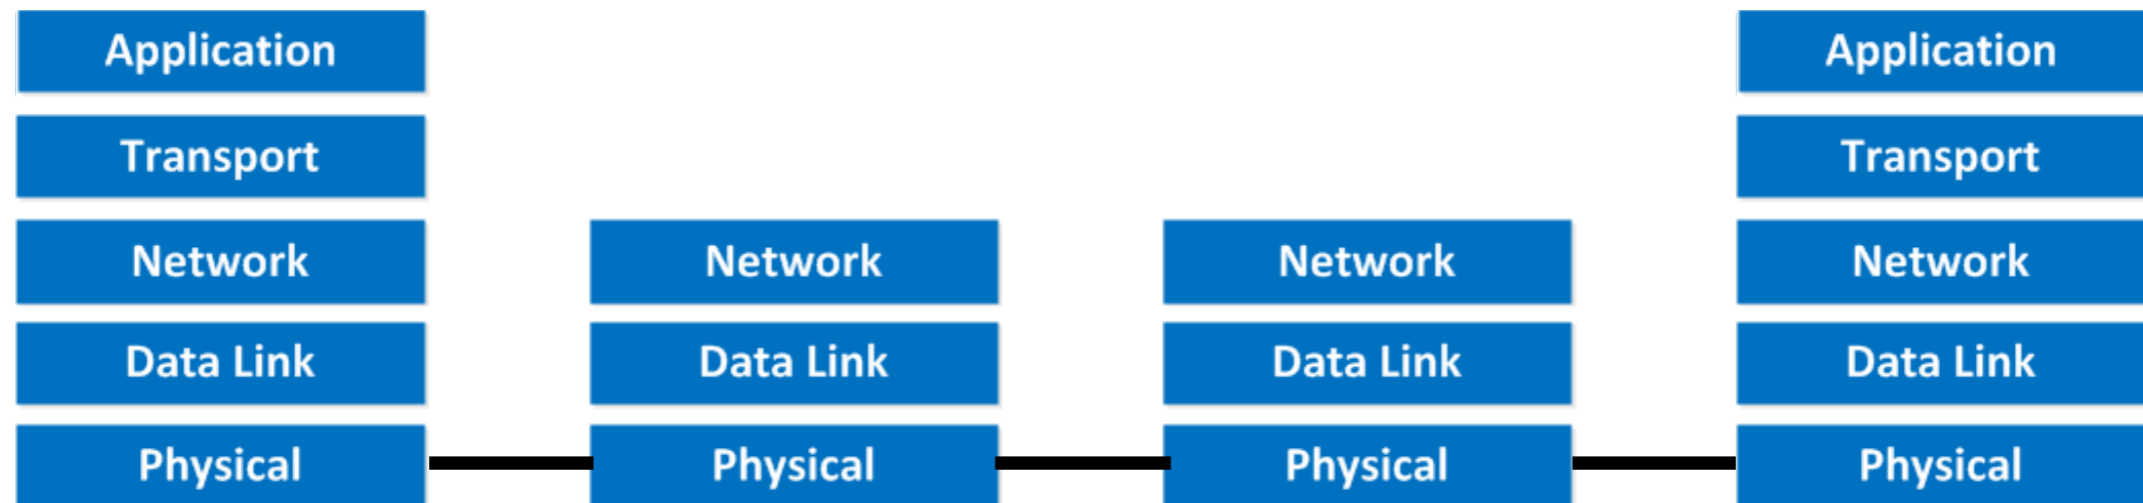 Application
Application
Transport
Transport
Network
Network
Network
Network
Data Link
Data Link
Data Link
Data Link
Physical
Physical
Physical
Physical